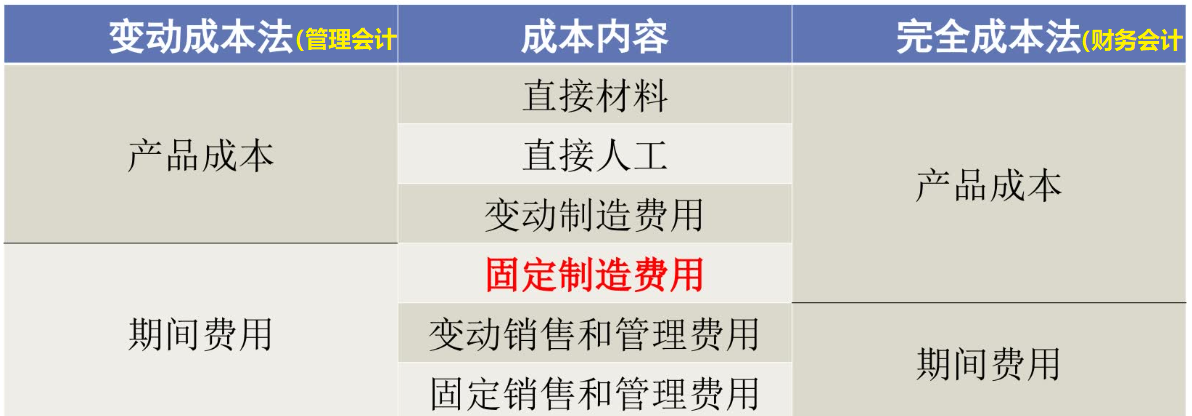 变动成本法(管理会计 成本内容 完全成本法(财务会计
直接材料
产品成本 直接人工 产品成本
变动制造费用
固定制造费用
期间费用 变动销售和管理费用 期间费用
固定销售和管理费用